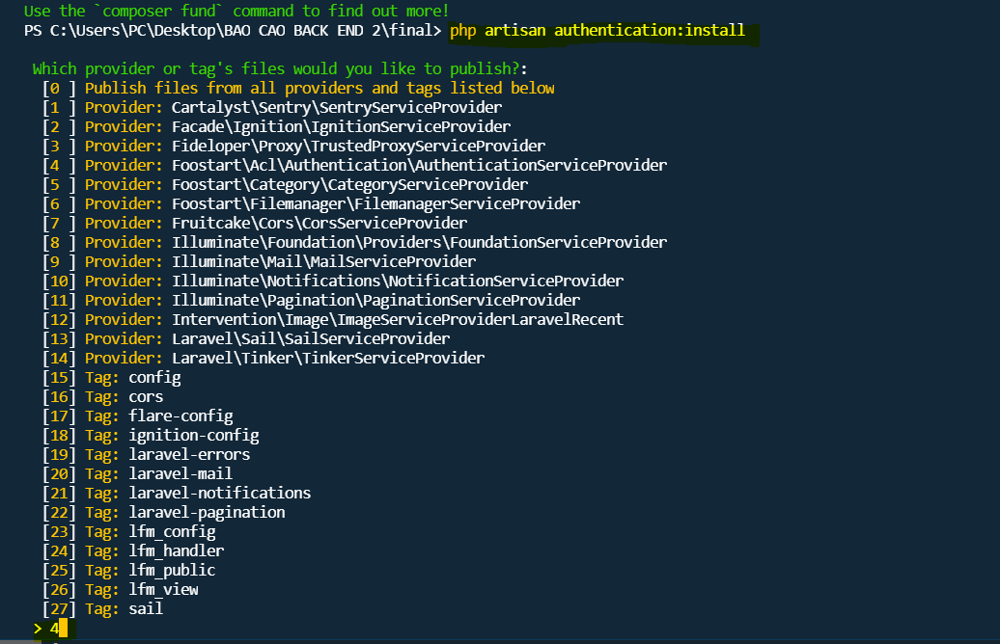 Use the `composer fund` command to find out more!
PS C:\Users\PC\Desktop\BAO CAO BACK END 2\final> php artisan authentication:install
Which provider or tag's files would you like to publish?:
[0 ] Publish files from all providers and tags listed below
[1 ] Provider: Cartalyst\Sentry\SentryServiceProvider
[2 ] Provider: Facade\Ignition\IgnitionServiceProvider
[3 ] Provider: Fideloper\Proxy\TrustedProxyServiceProvider
[4 ] Provider: Foostart\Acl\Authentication\AuthenticationServiceProvider
[5 ] Provider: Foostart\Category\CategoryServiceProvider
[6 ] Provider: Foostart\Filemanager\FilemanagerServiceProvider
[7 ] Provider: Fruitcake\Cors\CorsServiceProvider
[8 ] Provider: Illuminate\Foundation\Providers\FoundationServiceProvider
[9 ] Provider: Illuminate\Mail\MailServiceProvider
[10] Provider: Illuminate\Notifications\NotificationServiceProvider
[11] Provider: Illuminate\Pagination\PaginationServiceProvider
[12] Provider: Intervention\Image\ImageServiceProviderLaravelRecent
[13] Provider: Laravel\Sail\SailServiceProvider
[14] Provider: Laravel\Tinker\TinkerServiceProvider
[15] Tag: config
[16] Tag: cors
[17] Tag: flare-config
[18] Tag: ignition-config
[19] Tag: laravel-errors
[20] Tag: laravel-mail
[21] Tag: laravel-notifications
[22] Tag: laravel-pagination
[23] Tag: lfm_config
[24] Tag: lfm_handler
[25] Tag: lfm_public
[26] Tag: lfm_view
[27] Tag: sail
> 4